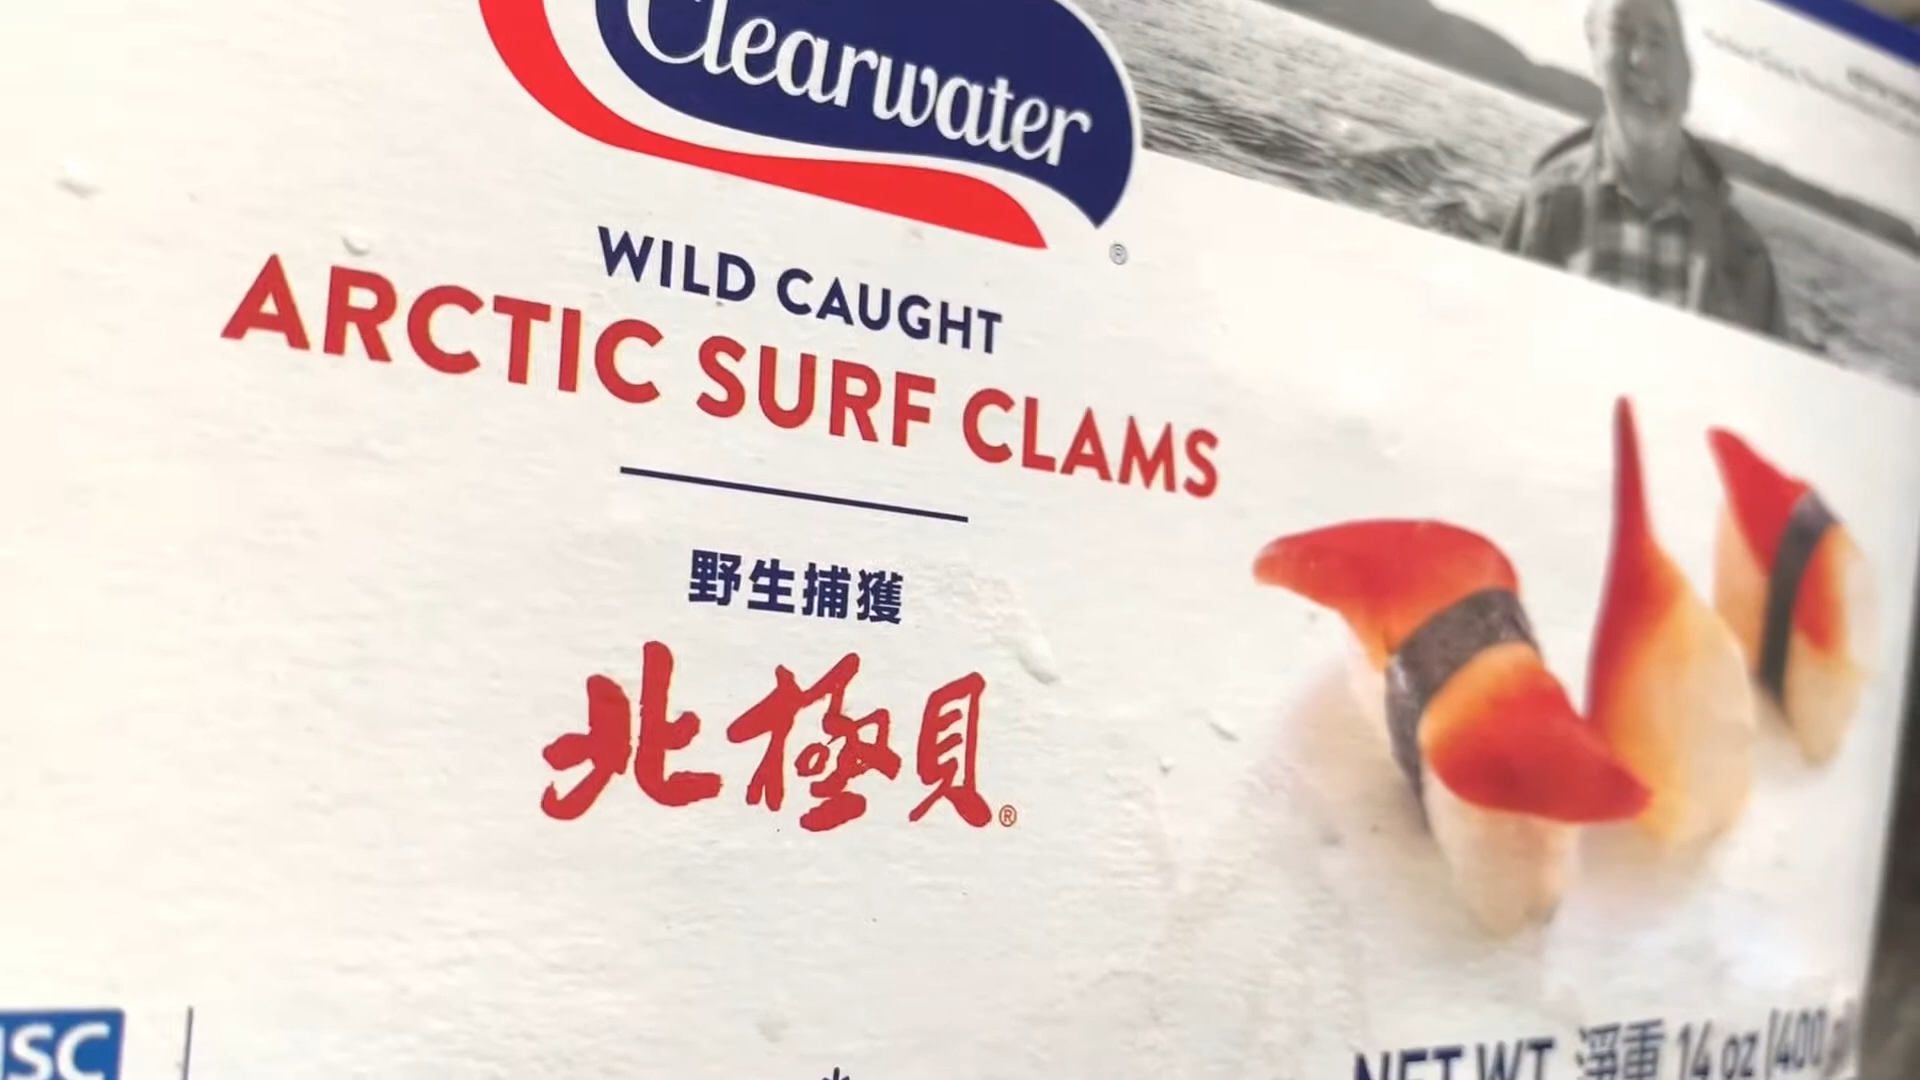 Clearwater
®
WILD CAUGHT
ARCTIC SURF CLAMS
野生捕獲
北極貝®
SC
NET WT. 淨重 14 oz (400 g